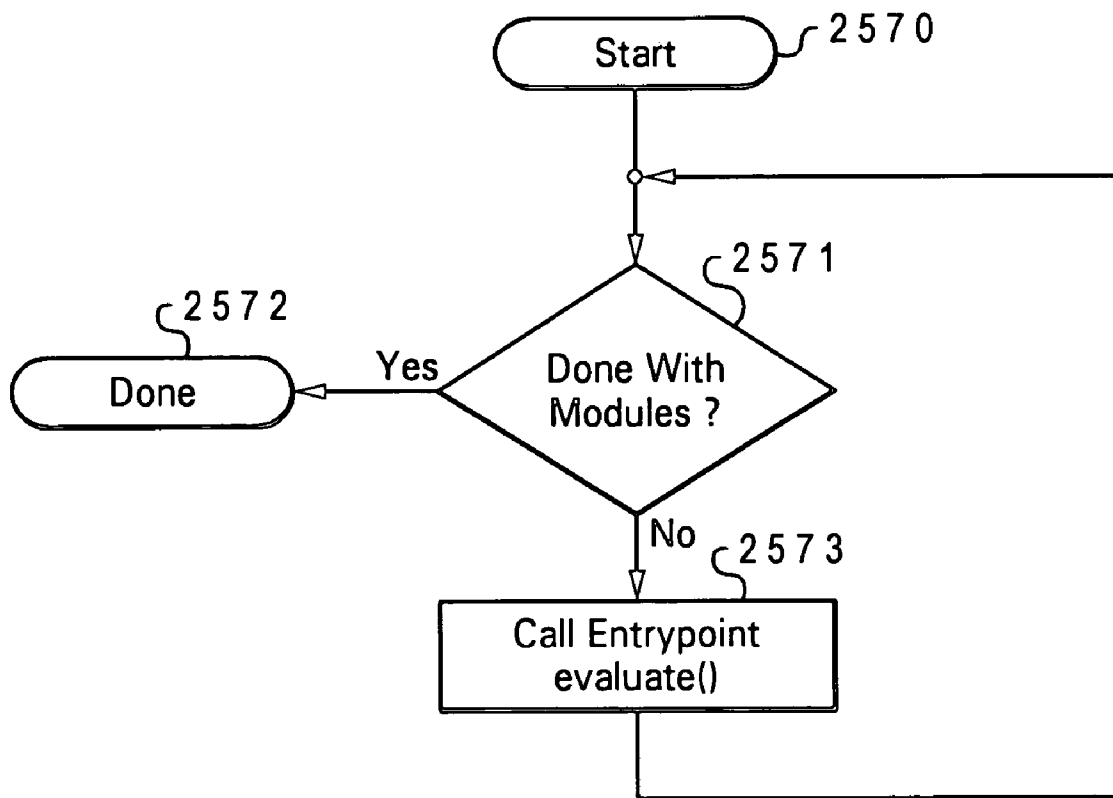 Start
2570
2571
2572
Yes
Done
Done With
Modules ?
No
2573
Call Entrypoint
evaluate()